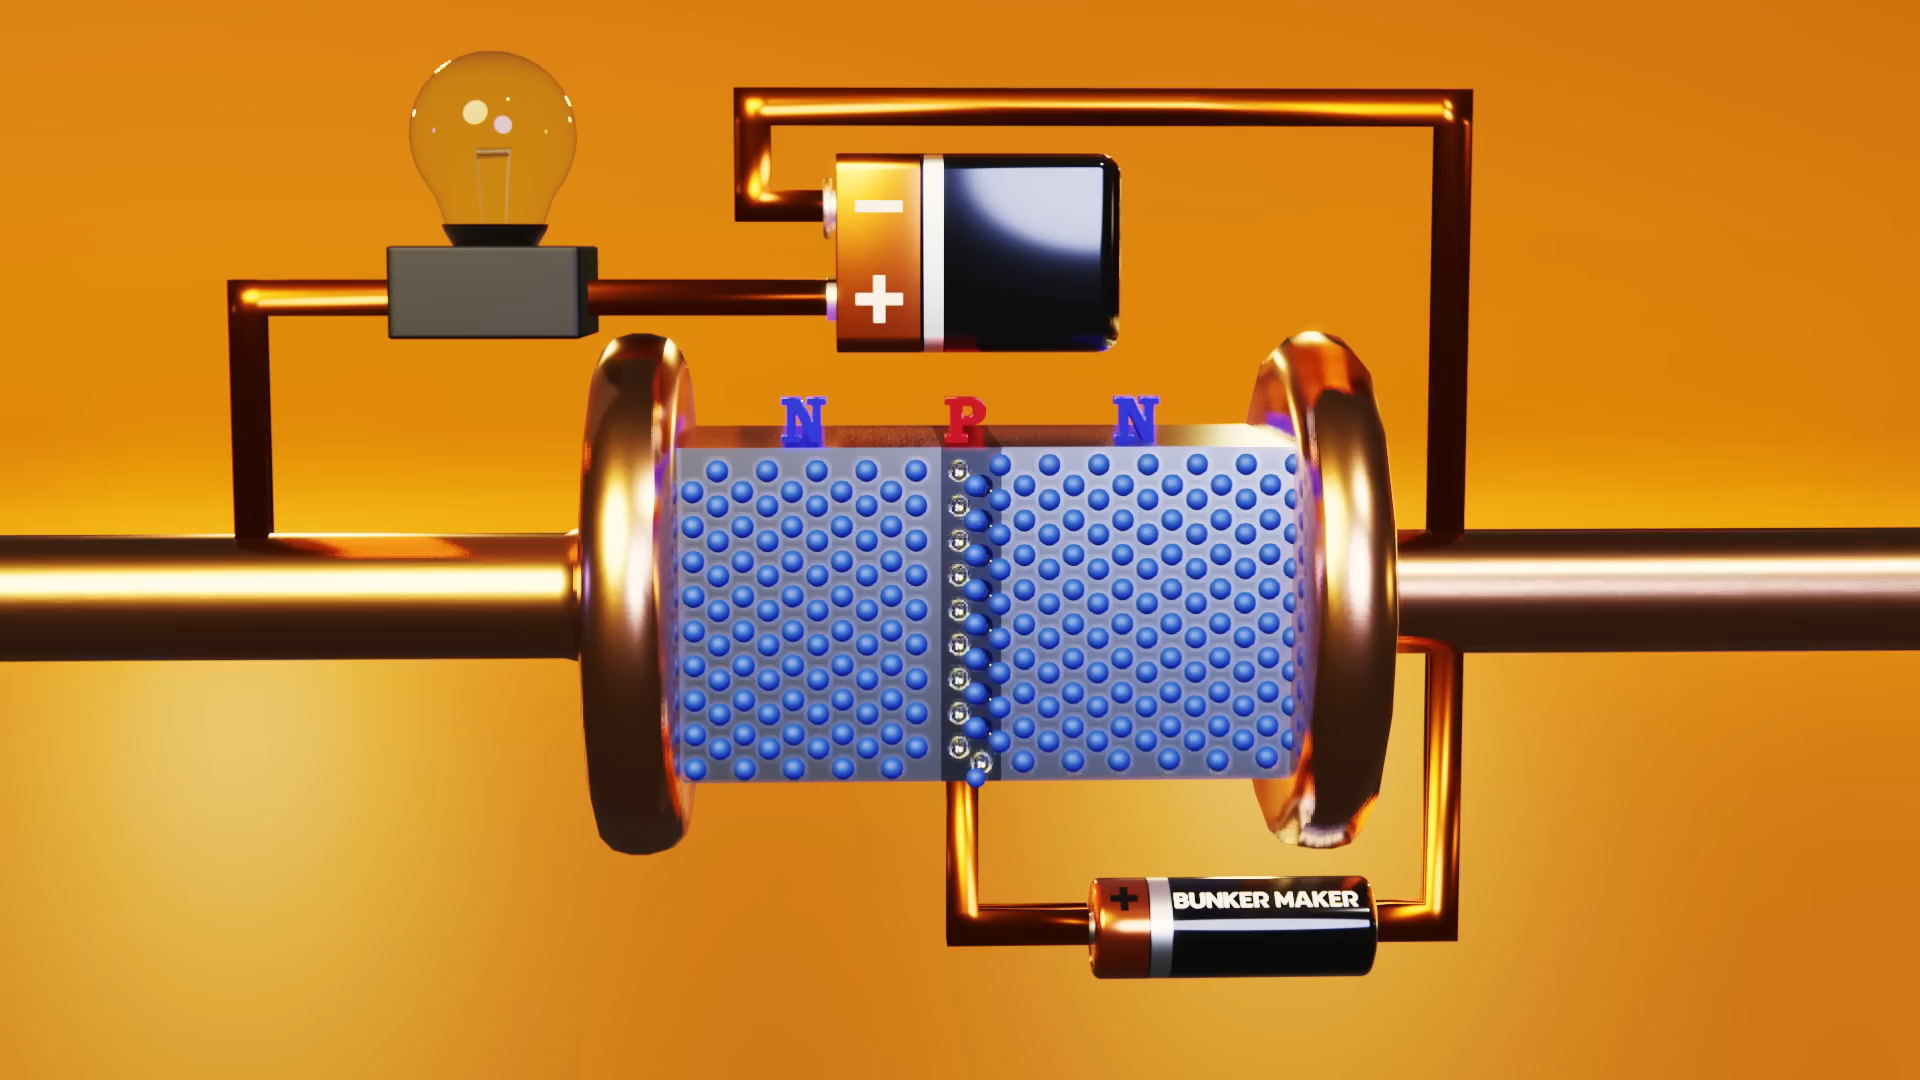 −
+
N P N
+ BUNKER MAKER